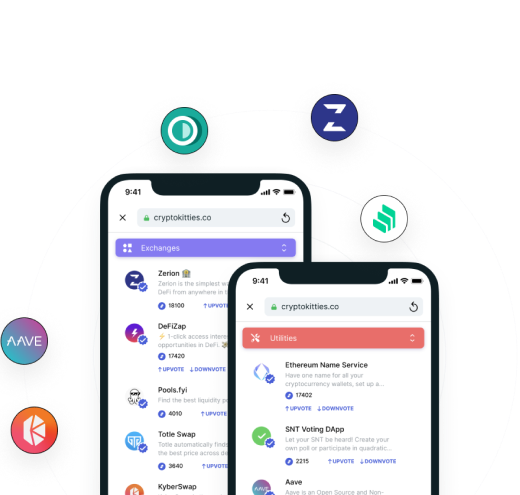 9:41
cryptokitties.co
Exchanges
Zerion
Zerion is the simplest
DeFi from anywhere in
18100 ↑UPVOTE
DeFiZap
⚡ 1-click access
opportunities in DeFi.
17420
↑UPVOTE ↓DOWNVOTE
Pools.fyi
Find the best liquidity
4010 ↑UPVOTE
Totle Swap
Totle automatically finds
the best price across
3640 ↑UPVOTE
KyberSwap
9:41
cryptokitties.co
Utilities
Ethereum Name Service
Have one name for all your
cryptocurrency wallets, set up a...
17402
↑UPVOTE ↓DOWNVOTE
SNT Voting DApp
Let your SNT be heard! Create your
own poll or participate in quadratic...
2215 ↑UPVOTE ↓DOWNVOTE
Aave
Aave is an Open Source and Non-
AAVE